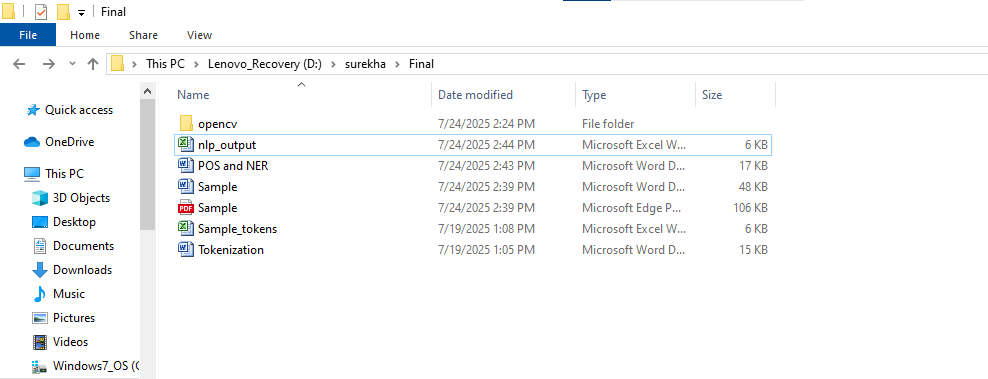 Final
File Home Share View
This PC Lenovo_Recovery (D:) surekha Final
Name Date modified Type Size
opencv 7/24/2025 2:24 PM File folder
nlp_output 7/24/2025 2:44 PM Microsoft Excel W... 6 KB
POS and NER 7/24/2025 2:43 PM Microsoft Word D... 17 KB
Sample 7/24/2025 2:39 PM Microsoft Word D... 48 KB
Sample 7/24/2025 2:39 PM Microsoft Edge P... 106 KB
Sample_tokens 7/19/2025 1:08 PM Microsoft Excel W... 6 KB
Tokenization 7/19/2025 1:05 PM Microsoft Word D... 15 KB
Quick access
OneDrive
This PC
3D Objects
Desktop
Documents
Downloads
Music
Pictures
Videos
Windows7_OS (C